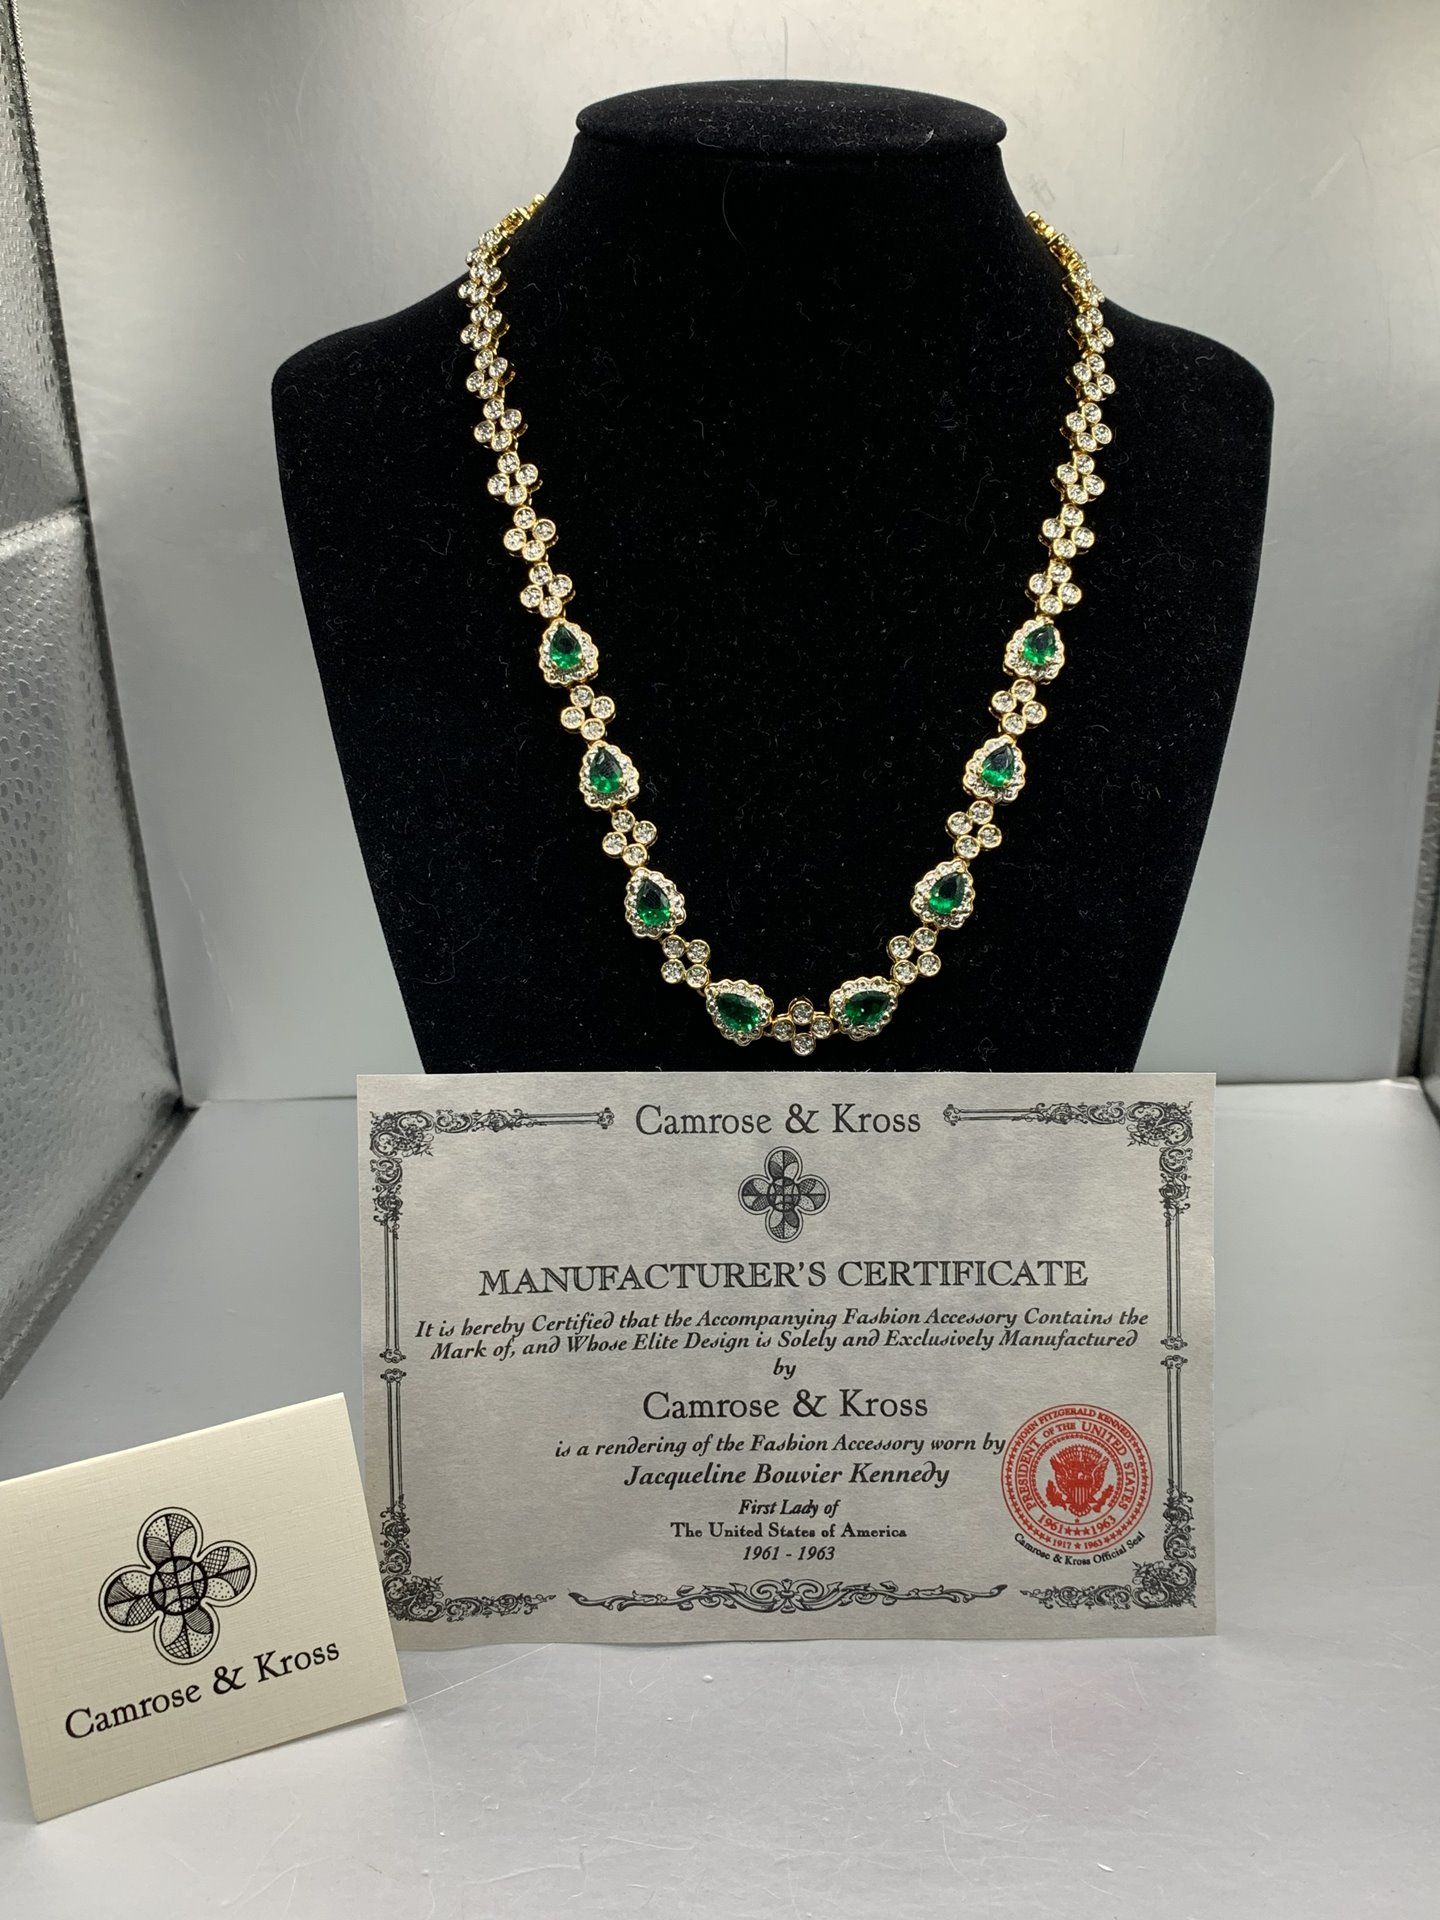 Camrose & Kross
MANUFACTURER'S CERTIFICATE
It is hereby Certified that the Accompanying Fashion Accessory Contains the
Mark of, and Whose Elite Design is Solely and Exclusively Manufactured
by
Camrose & Kross
is a rendering of the Fashion Accessory worn by
Jacqueline Bouvier Kennedy
First Lady of
The United States of America
1961 - 1963
JOHN FITZGERALD KENNEDY
PRESIDENT OF THE UNITED STATES
1961 ★★★ 1963
★ 1917 ★ 1963 ★
Camrose & Kross Official Seal
Camrose & Kross